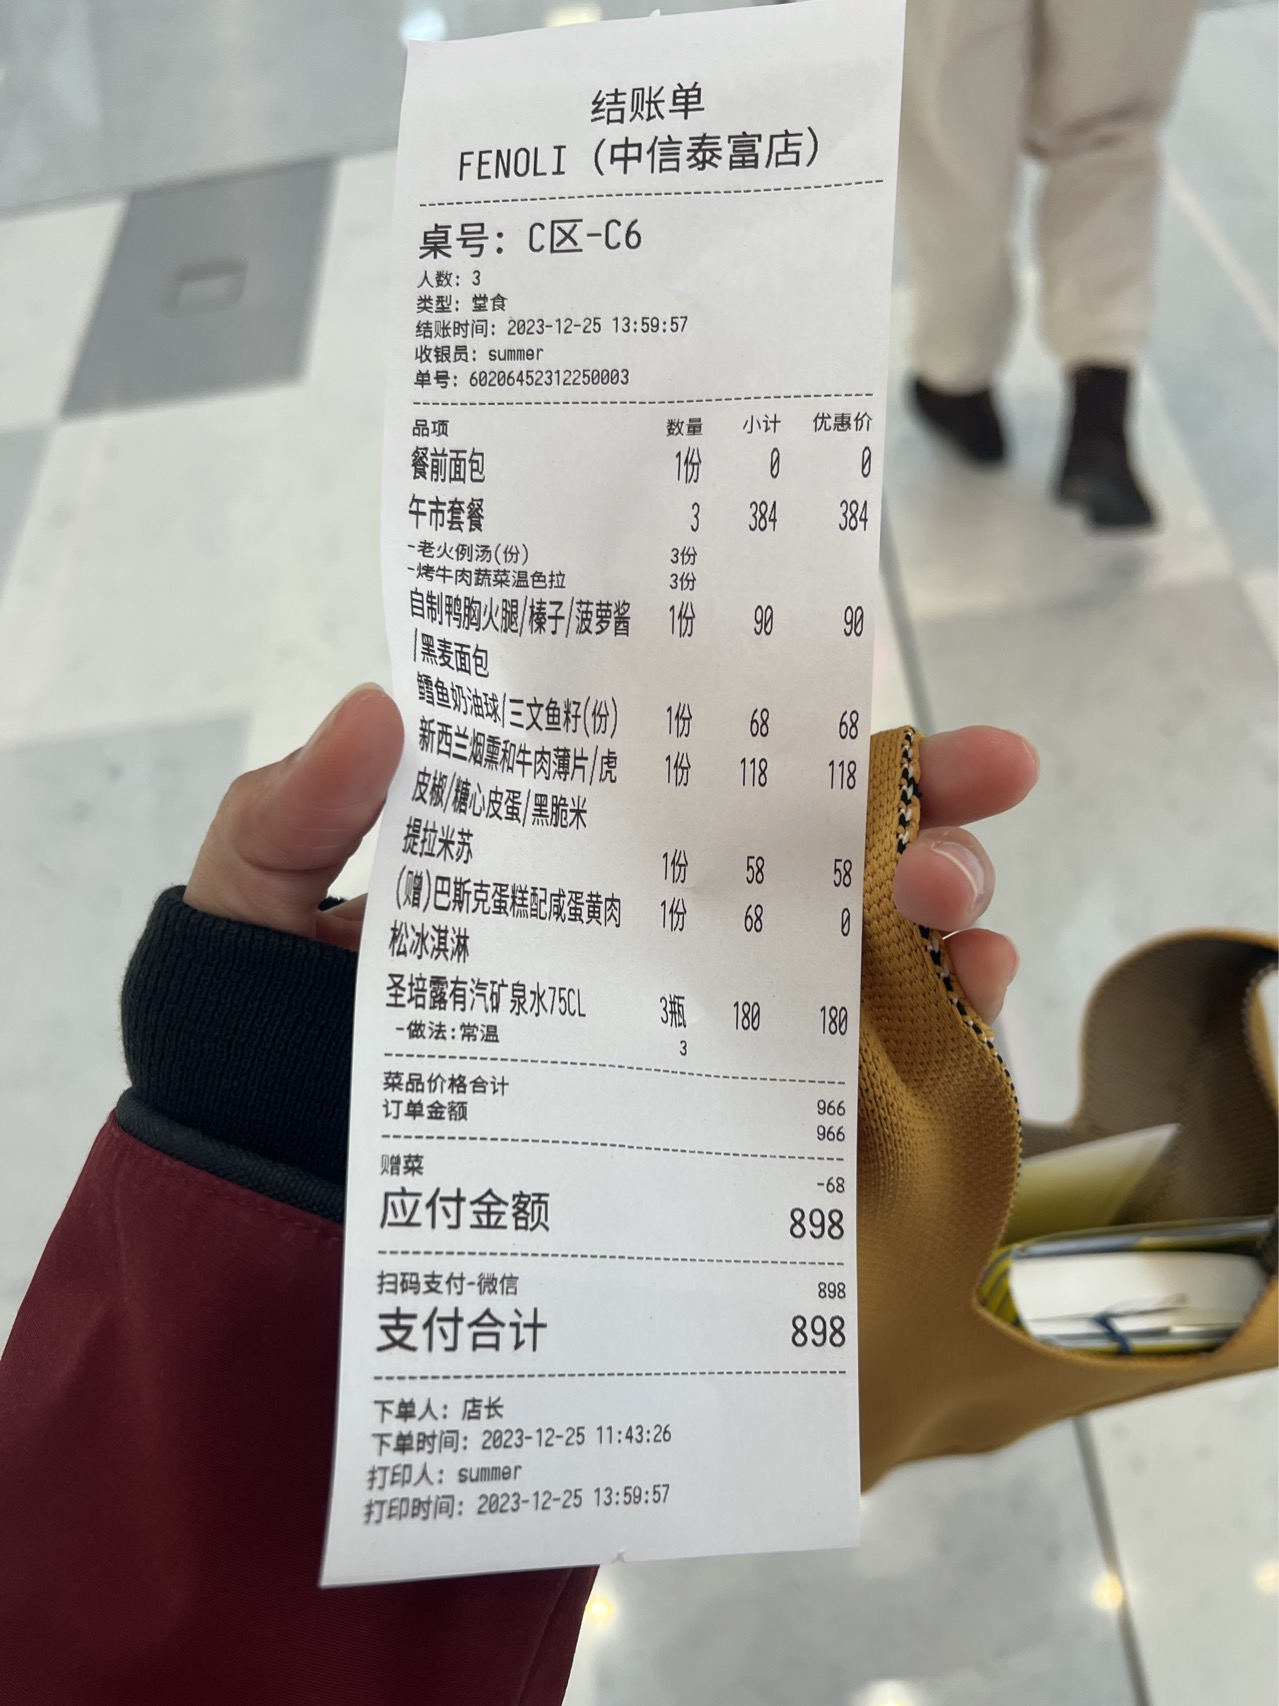 结账单
FENOLI (中信泰富店)
桌号: C区-C6
人数: 3
类型: 堂食
结账时间: 2023-12-25 13:59:57
收银员: summer
单号: 60206452312250003
品项 数量 小计 优惠价
餐前面包 1份 0 0
午市套餐 3 384 384
-老火例汤(份) 3份
-烤牛肉蔬菜温色拉 3份
自制鸭胸火腿/榛子/菠萝酱 1份 90 90
/黑麦面包
鳕鱼奶油球/三文鱼籽(份) 1份 68 68
新西兰烟熏和牛肉薄片/虎 1份 118 118
皮椒/糖心皮蛋/黑脆米
提拉米苏 1份 58 58
(赠)巴斯克蛋糕配咸蛋黄肉 1份 68 0
松冰淇淋
圣培露有汽矿泉水75CL 3瓶 180 180
-做法:常温 3
菜品价格合计 966
订单金额 966
赠菜 -68
应付金额 898
扫码支付-微信 898
支付合计 898
下单人: 店长
下单时间: 2023-12-25 11:43:26
打印人: summer
打印时间: 2023-12-25 13:59:57